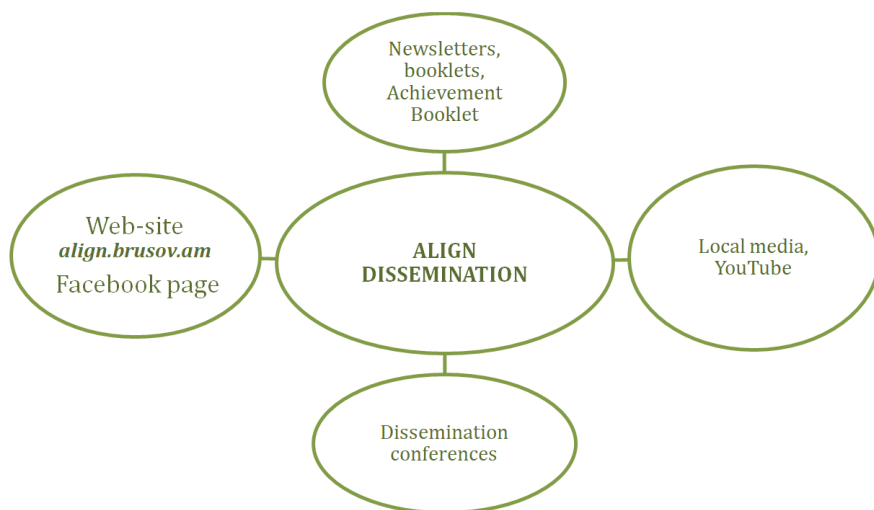 Newsletters,
booklets,
Achievement
Booklet
Web-site
align.brusov.am
Facebook page
ALIGN
DISSEMINATION
Local media,
YouTube
Dissemination
conferences